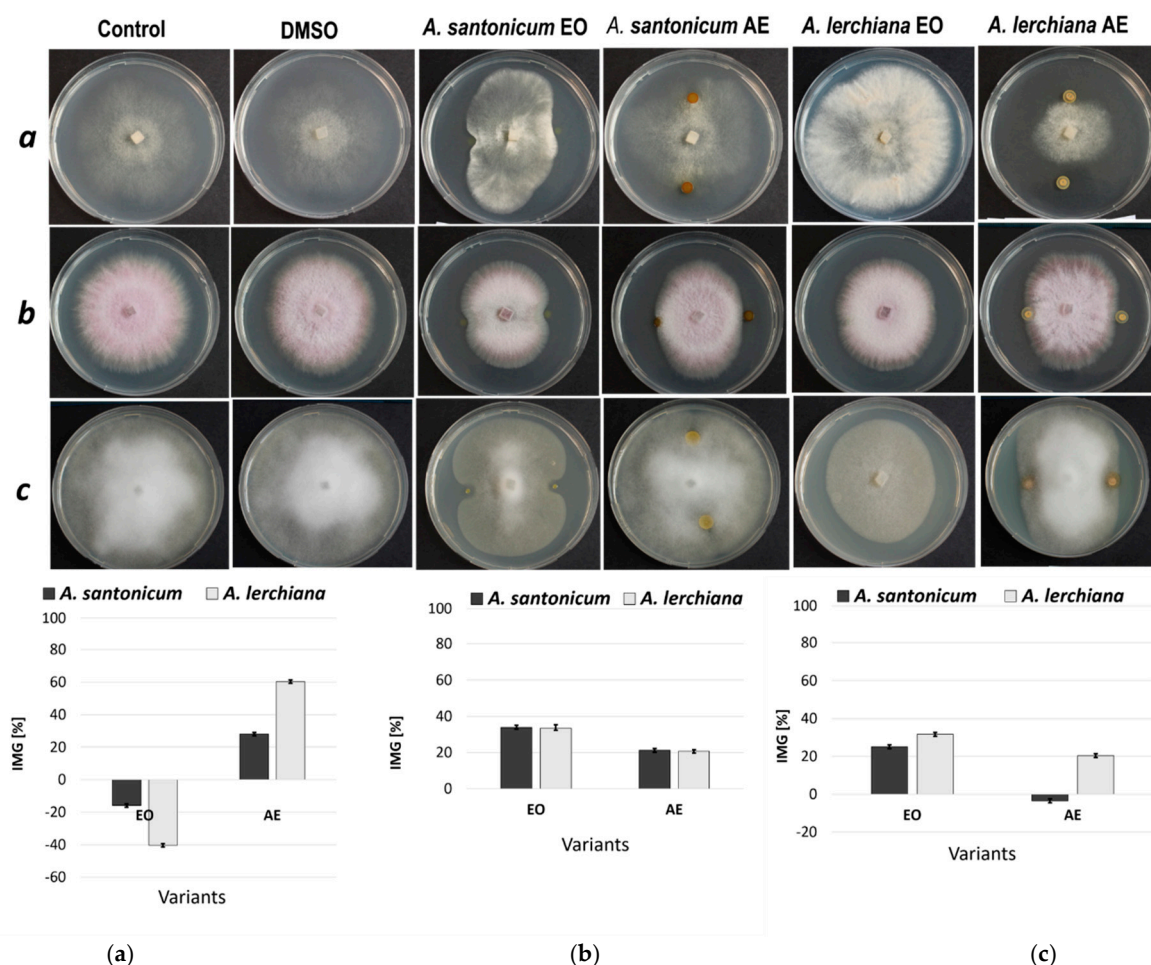 Control DMSO A. santonicum EO A. santonicum AE A. lerchiana EO A. lerchiana AE
a
b
c
A. santonicum A. lerchiana
100
80
60
40
20
0
-20
-40
-60
IMG [%]
EO AE
Variants
A. santonicum A. lerchiana
100
80
60
40
20
0
IMG [%]
EO AE
Variants
A. santonicum A. lerchiana
100
80
60
40
20
0
-20
IMG [%]
EO AE
Variants
(a) (b) (c)